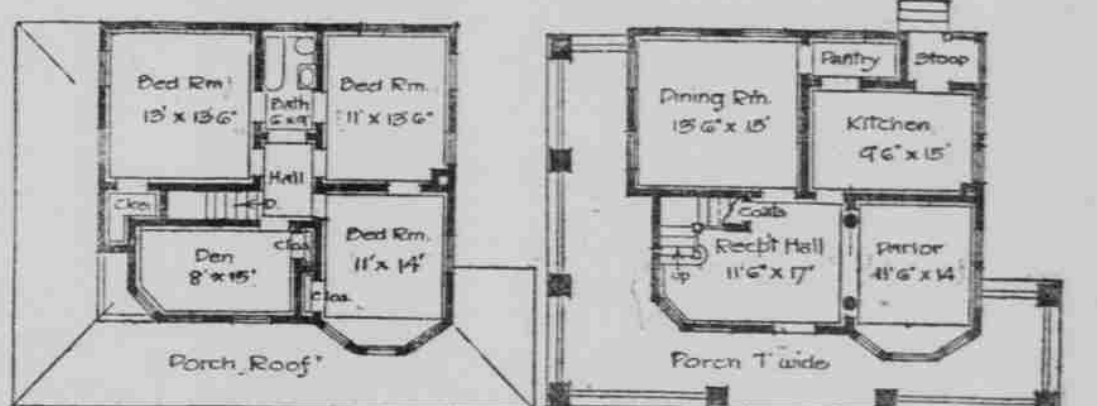 Bed Rm.
13' x 13'6"
Bath
Bed Rm.
11' x 13'6"
Hall
Clos.
D.
Den
8' x 15'
Clos.
Clos.
Bed Rm.
11' x 14'
Porch Roof
Dining Rm.
13'6" x 15'
Pantry
Stoop
Kitchen
9'6" x 15'
Coats
Up
Rec'pt Hall
11'6" x 17'
Parlor
11'6" x 14
Porch 7' wide